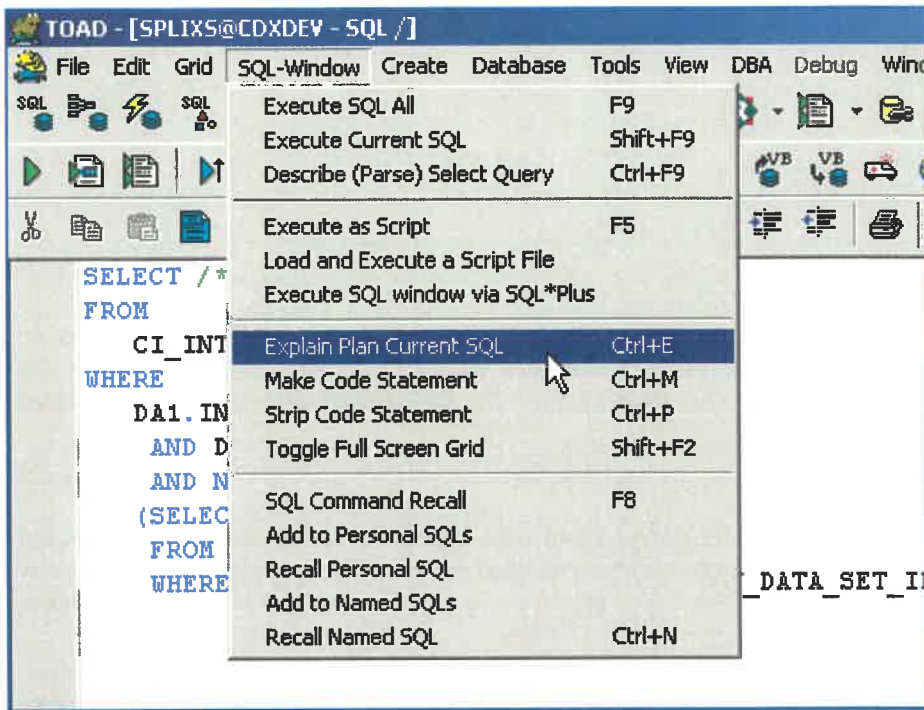 TOAD - [SPLIXS@CDXDEV - SQL /]
File Edit Grid SQL-Window Create Database Tools View DBA Debug Winc
SQL SQL VB VB
Execute SQL All F9
Execute Current SQL Shift+F9
Describe (Parse) Select Query Ctrl+F9
Execute as Script F5
Load and Execute a Script File
Execute SQL window via SQL*Plus
Explain Plan Current SQL Ctrl+E
Make Code Statement Ctrl+M
Strip Code Statement Ctrl+P
Toggle Full Screen Grid Shift+F2
SQL Command Recall F8
Add to Personal SQLs
Recall Personal SQL
Add to Named SQLs
Recall Named SQL Ctrl+N
SELECT /*
FROM
CI_INT
WHERE
DA1.IN
AND D
AND N
(SELEC
FROM
WHERE _DATA_SET_I